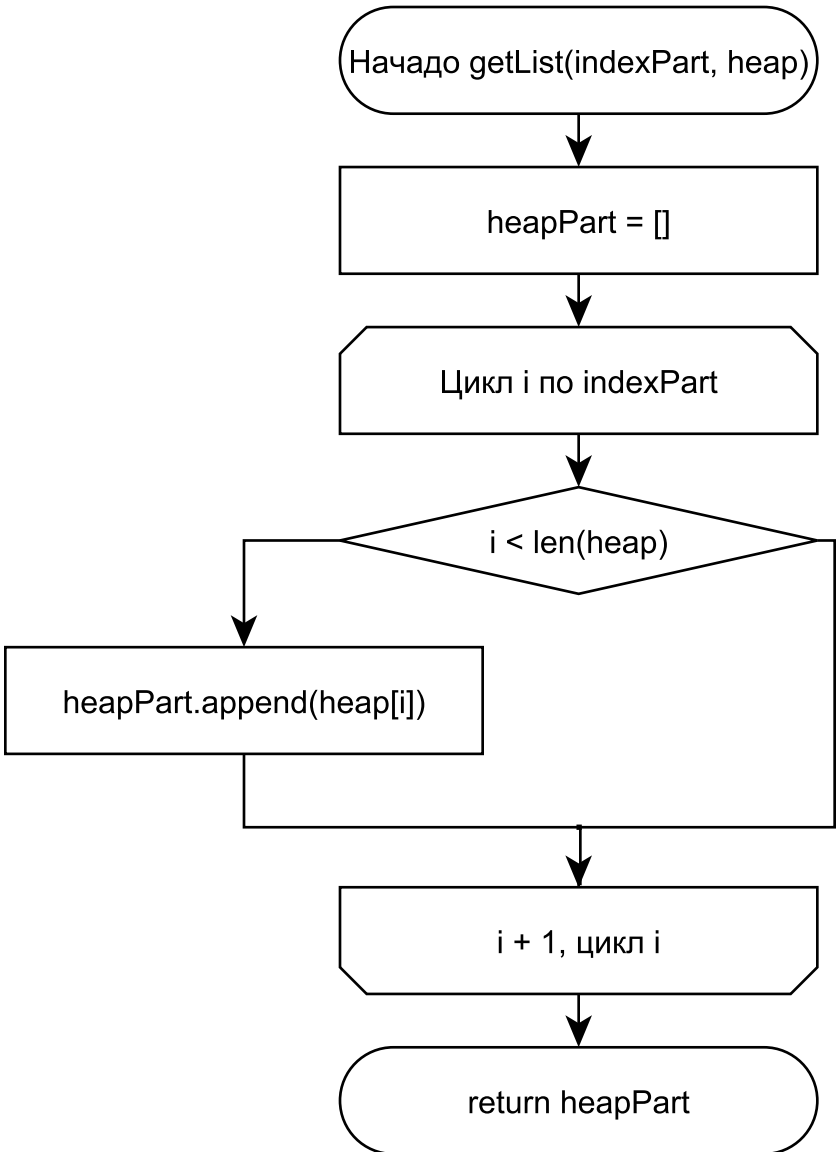 Начадо getList(indexPart, heap)
heapPart = []
Цикл i по indexPart
i < len(heap)
heapPart.append(heap[i])
i + 1, цикл i
return heapPart